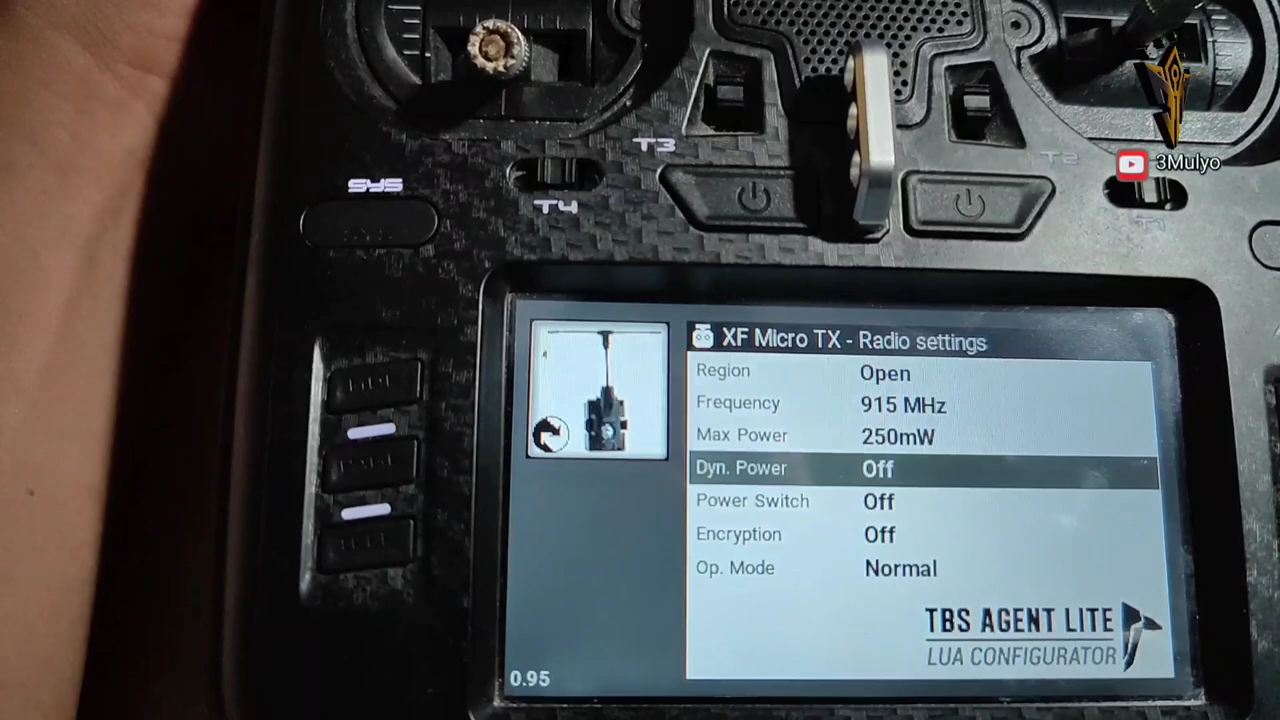 T3
T2
3Mulyo
SYS
T4
XF Micro TX - Radio settings
Region Open
Frequency 915 MHz
Max Power 250mW
Dyn. Power Off
Power Switch Off
Encryption Off
Op. Mode Normal
TBS AGENT LITE
LUA CONFIGURATOR
0.95